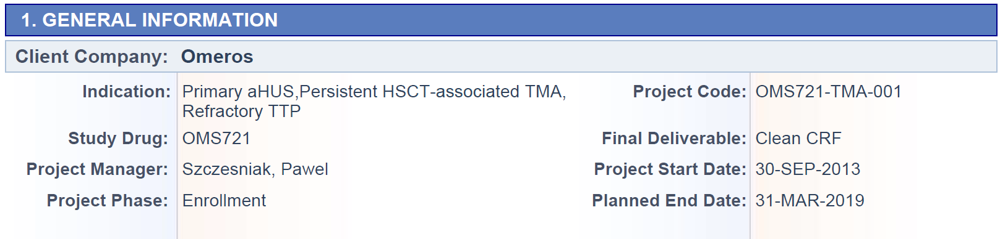 1. GENERAL INFORMATION
Client Company: Omeros
Indication: Primary aHUS,Persistent HSCT-associated TMA,
Refractory TTP
Project Code: OMS721-TMA-001
Study Drug: OMS721
Final Deliverable: Clean CRF
Project Manager: Szczesniak, Pawel
Project Start Date: 30-SEP-2013
Project Phase: Enrollment
Planned End Date: 31-MAR-2019